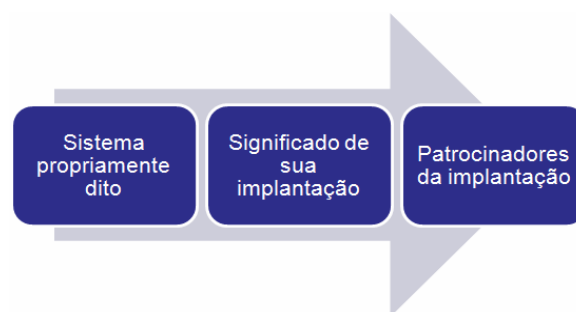 Sistema
propriamente
dito
Significado de
sua
implantação
Patrocinadores
da implantação